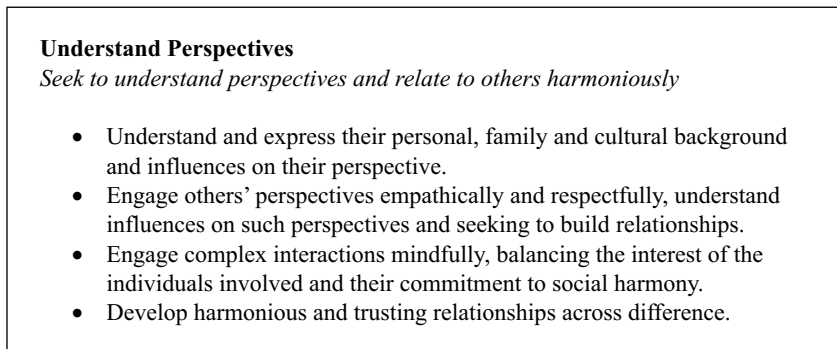 Understand Perspectives
Seek to understand perspectives and relate to others harmoniously
• Understand and express their personal, family and cultural background
and influences on their perspective.
• Engage others’ perspectives empathically and respectfully, understand
influences on such perspectives and seeking to build relationships.
• Engage complex interactions mindfully, balancing the interest of the
individuals involved and their commitment to social harmony.
• Develop harmonious and trusting relationships across difference.